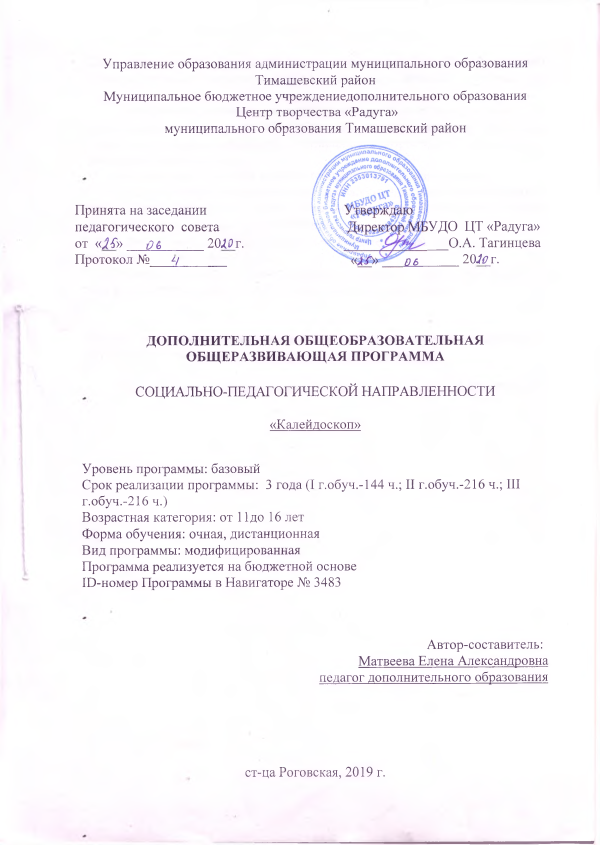 Управление образования администрации муниципального образования
Тимашевский район
Муниципальное бюджетное учреждениедополнительного образования
Центр творчества «Радуга»
муниципального образования Тимашевский район
Принята на заседании
педагогического совета
от «25» 06 2020г.
Протокол № 4
Утверждаю
Директор МБУДО ЦТ «Радуга»
О.А. Тагинцева
«25» 06 2020г.
МБУДО ЦТ
«Радуга»
ДОПОЛНИТЕЛЬНАЯ ОБЩЕОБРАЗОВАТЕЛЬНАЯ
ОБЩЕРАЗВИВАЮЩАЯ ПРОГРАММА
СОЦИАЛЬНО-ПЕДАГОГИЧЕСКОЙ НАПРАВЛЕННОСТИ
«Калейдоскоп»
Уровень программы: базовый
Срок реализации программы: 3 года (I г.обуч.-144 ч.; II г.обуч.-216 ч.; III
г.обуч.-216 ч.)
Возрастная категория: от 11до 16 лет
Форма обучения: очная, дистанционная
Вид программы: модифицированная
Программа реализуется на бюджетной основе
ID-номер Программы в Навигаторе № 3483
Автор-составитель:
Матвеева Елена Александровна
педагог дополнительного образования
ст-ца Роговская, 2019 г.